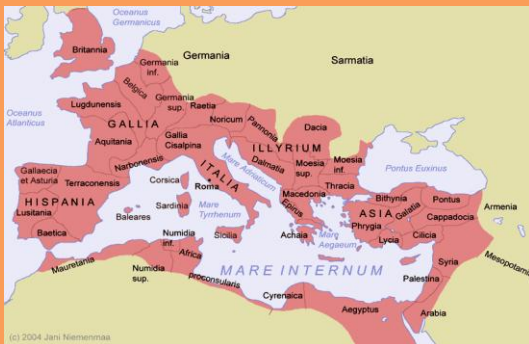 Oceanus
Germanicus
Britannia
Germania
Sarmatia
Germania
inf.
Belgica
Oceanus
Atlanticus
Lugdunensis
Germania
sup.
Raetia
Noricum
Pannonia
Dacia
GALLIA
Aquitania
Gallia
Cisalpina
ILLYRIUM
Dalmatia
Moesia
sup.
Moesia
inf.
Pontus Euxinus
Narbonensis
ITALIA
Mare Adriaticum
Gallaecia
et Asturia
Terraconensis
Corsica
Roma
Macedonia
Thracia
Bithynia
Pontus
HISPANIA
Lusitania
Baleares
Sardinia
Mare
Tyrrhenum
Epirus
ASIA
Galatia
Cappadocia
Armenia
Baetica
Achaia
Mare
Aegaeum
Phrygia
Lycia
Cilicia
Numidia
inf.
Sicilia
Mauretania
Africa
Numidia
sup.
proconsularis
MARE INTERNUM
Syria
Mesopotamia
Palestina
Cyrenaica
Aegyptus
Arabia
(c) 2004 Jani Niemenmaa